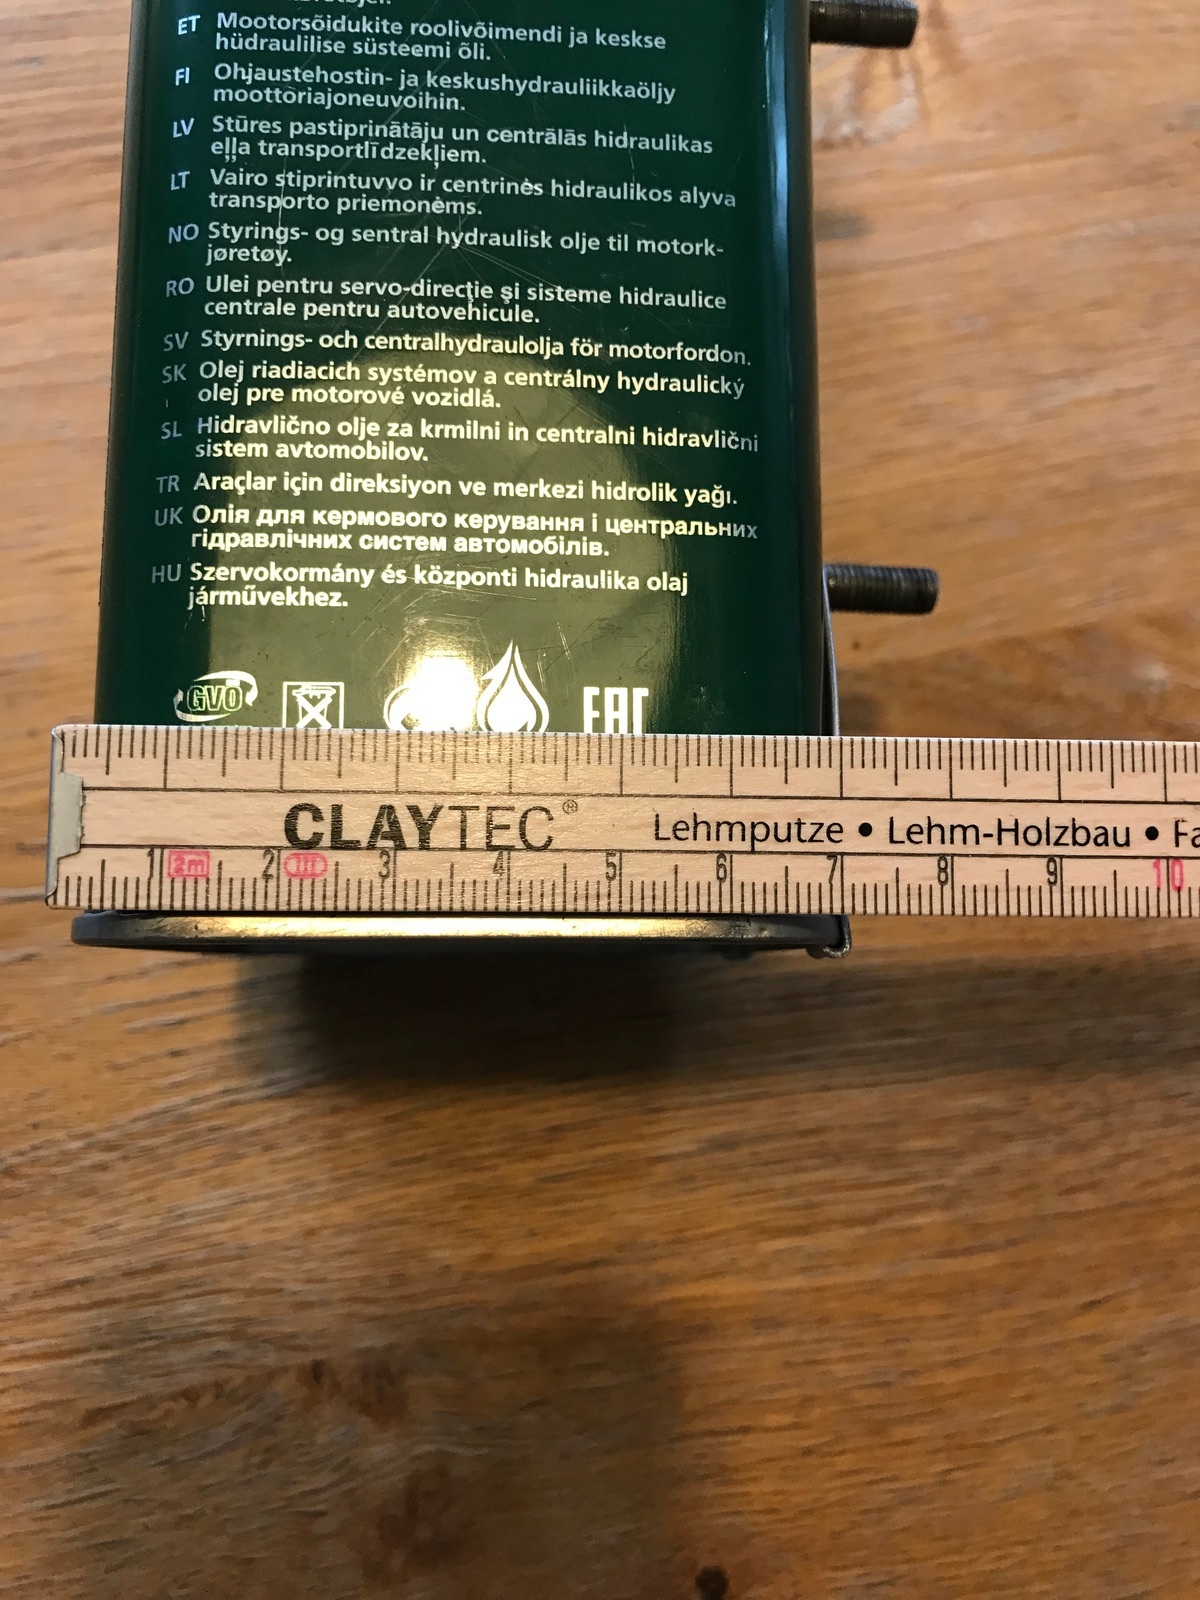 ET Mootorsõidukite roolivõimendi ja keskse
hüdraulilise süsteemi õli.
FI Ohjaustehostin- ja keskushydrauliikkaöljy
moottoriajoneuvoihin.
LV Stūres pastiprinātāju un centrālās hidraulikas
eļļa transportlīdzekļiem.
LT Vairo stiprintuvyo ir centrinės hidraulikos alyva
transporto priemonėms.
NO Styrings- og sentral hydraulisk olje til motork-
jøretøy.
RO Ulei pentru servo-direcţie şi sisteme hidraulice
centrale pentru autovehicule.
SV Styrnings- och centralhydraulolja för motorfordon.
SK Olej riadiacich systémov a centrálny hydraulický
olej pre motorové vozidlá.
SL Hidravlično olje za krmilni in centralni hidravlični
sistem avtomobilov.
TR Araçlar için direksiyon ve merkezi hidrolik yağı.
UK Олія для кермового керування і центральних
гідравлічних систем автомобілів.
HU Szervokormány és központi hidraulika olaj
járművekhez.
GVÖ EAC
CLAYTEC® Lehmputze • Lehm-Holzbau •
1 2m 2 III 3 4 5 6 7 8 9 10